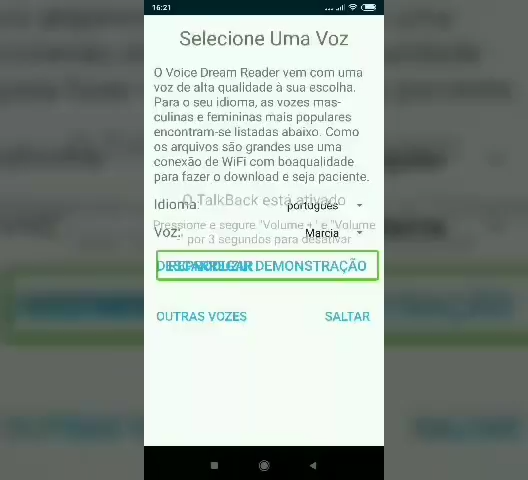 16:21
Selecione Uma Voz
O Voice Dream Reader vem com uma
voz de alta qualidade à sua escolha.
Para o seu idioma, as vozes mas-
culinas e femininas mais populares
encontram-se listadas abaixo. Como
os arquivos são grandes use uma
conexão de WiFi com boaqualidade
para fazer o download e seja paciente.
O TalkBack está ativado
Idioma: português
Pressione e segure "Volume +" e "Volume
Voz: Marcia
-" por 3 segundos para desativar
REPRODUZIR DEMONSTRAÇÃO
OUTRAS VOZES SALTAR